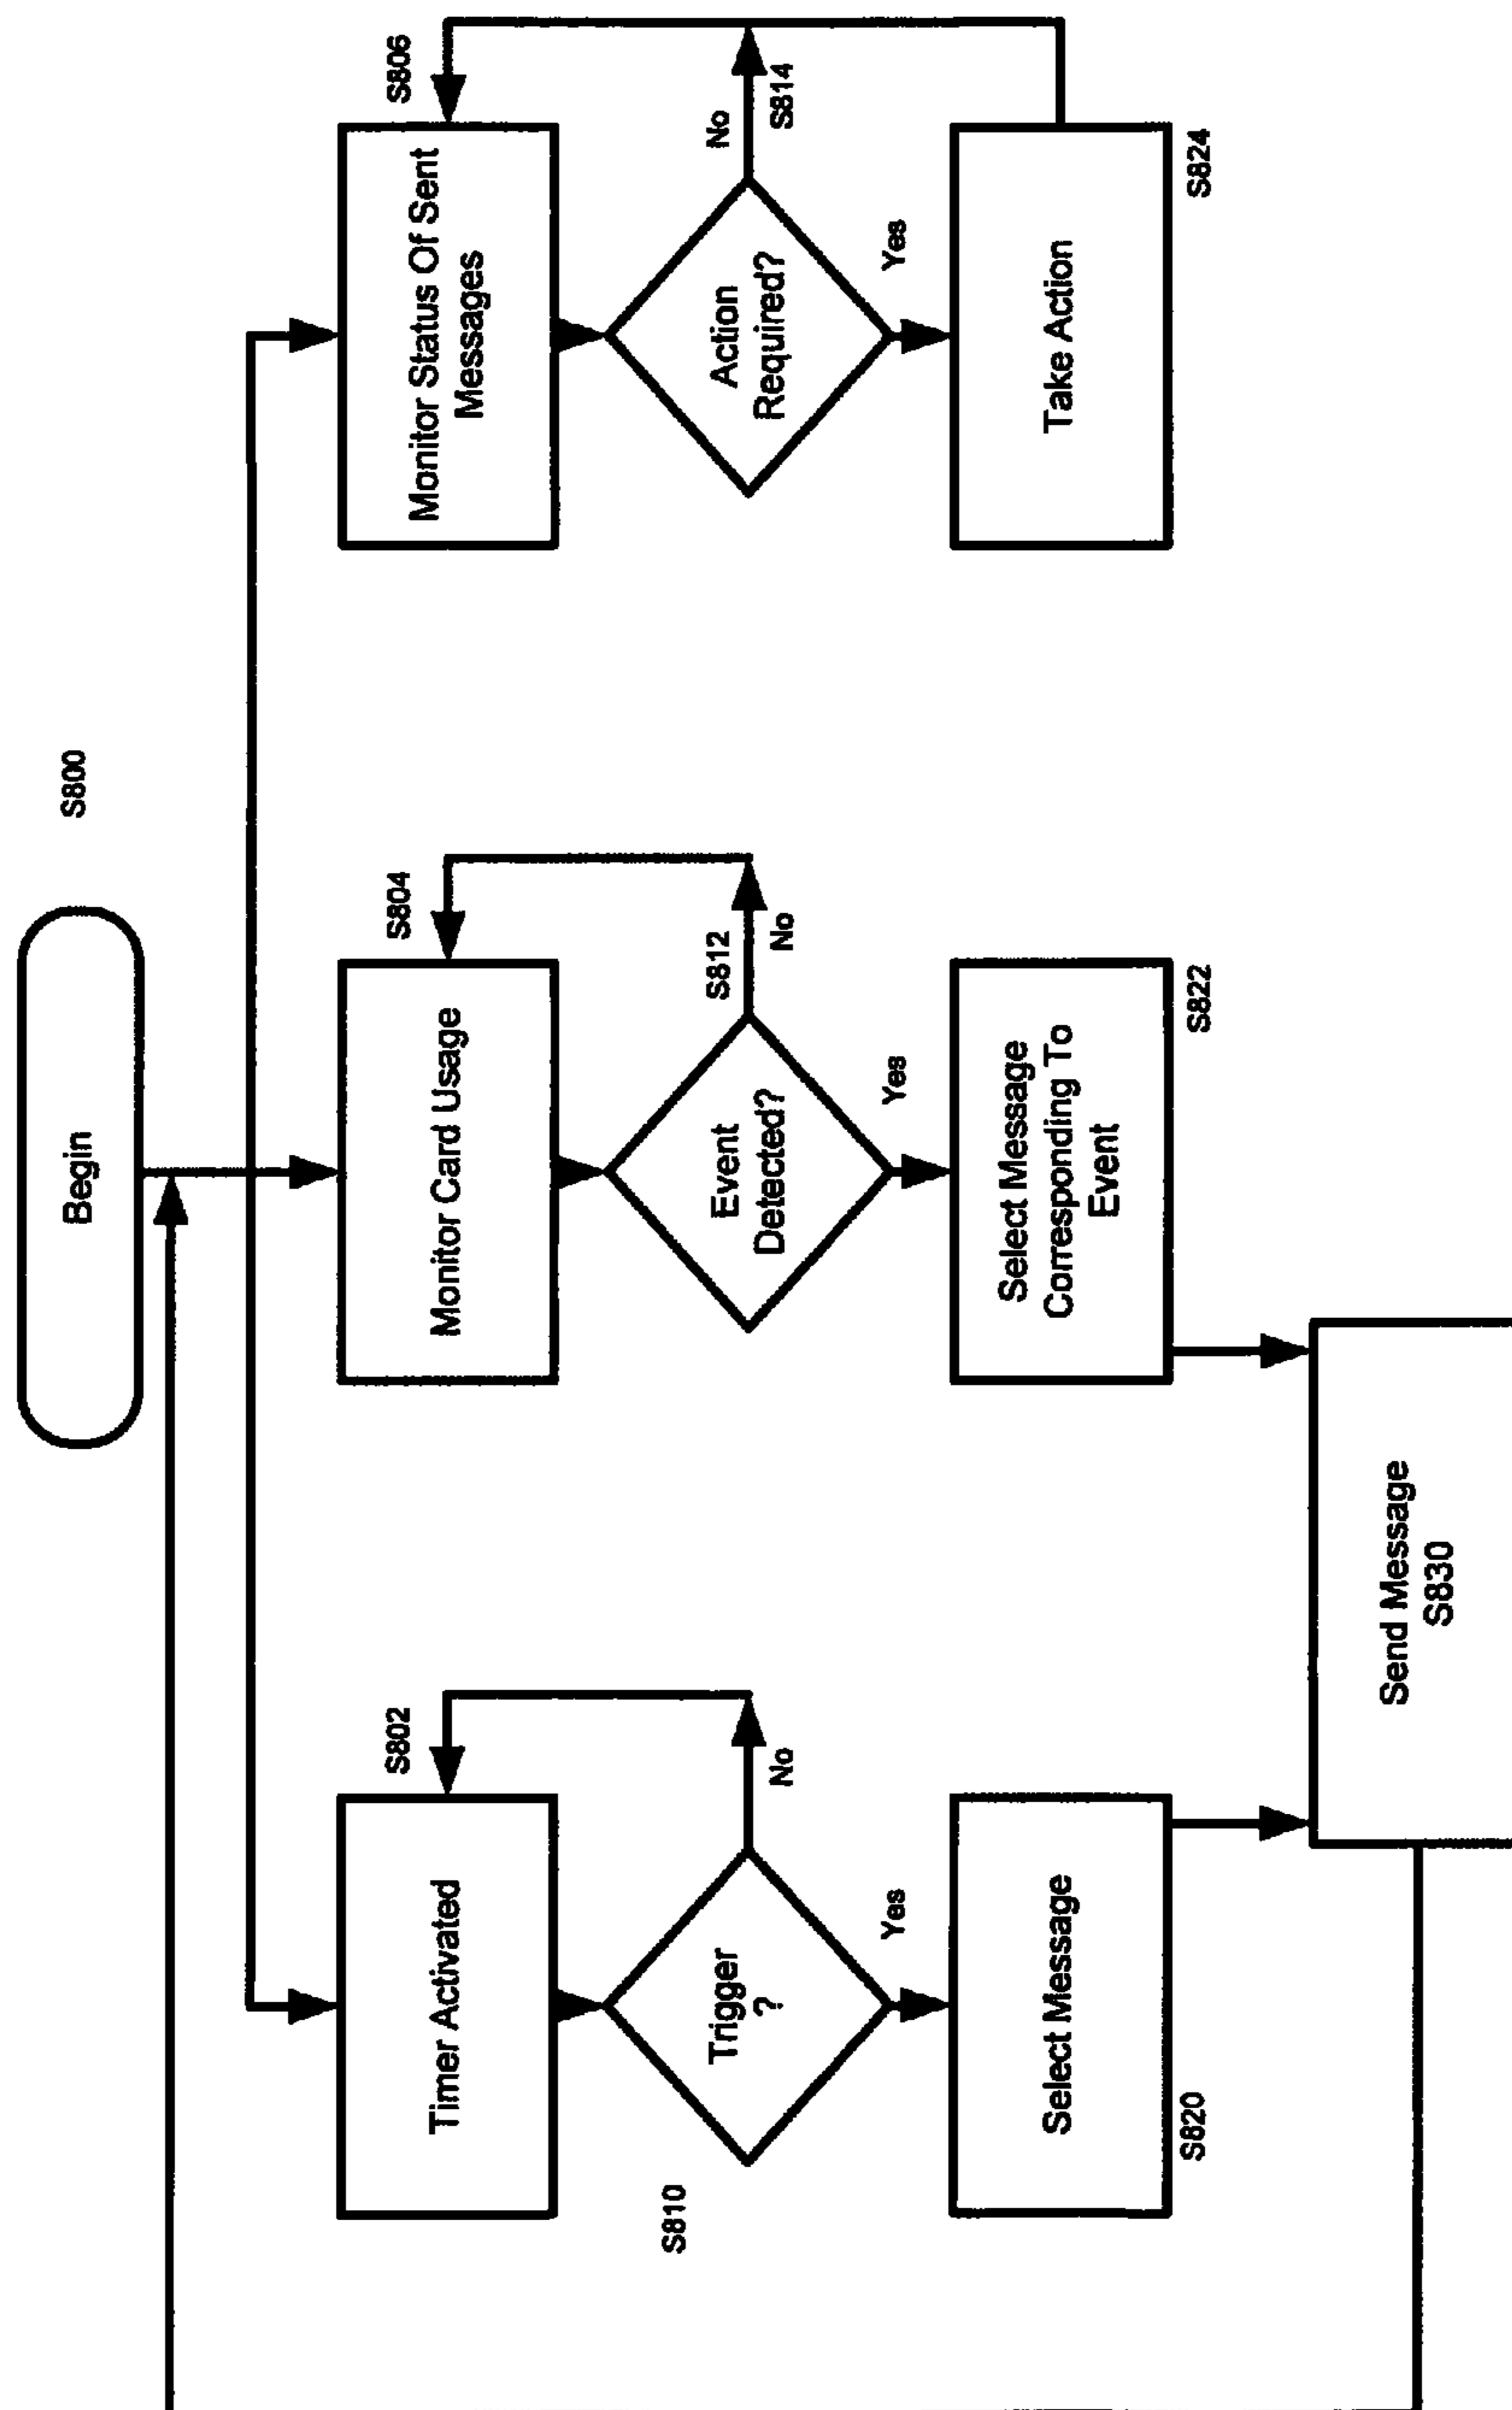 Begin
S800
Timer Activated
S802
Monitor Card Usage
S804
Monitor Status Of Sent
Messages
S806
Trigger
?
S810
No
Yes
Event
Detected?
S812
No
Yes
Action
Required?
No
S814
Yes
Select Message
S820
Select Message
Corresponding To
Event
S822
Take Action
S824
Send Message
S830